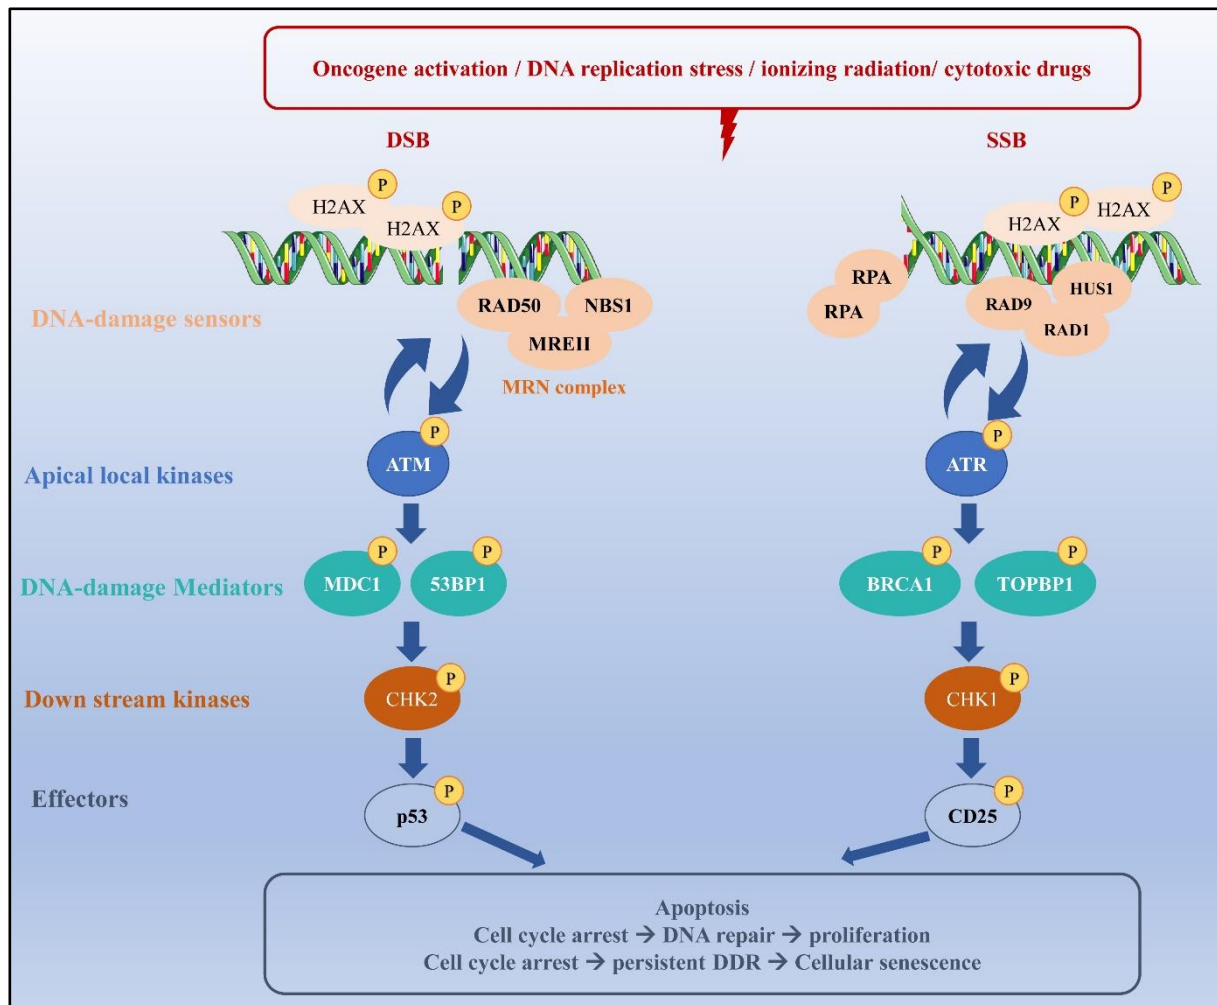 Oncogene activation / DNA replication stress / ionizing radiation/ cytotoxic drugs
DSB
SSB
P
H2AX
P
H2AX
P
H2AX
P
H2AX
DNA-damage sensors
RAD50
NBS1
MREII
MRN complex
RPA
RPA
RAD9
HUS1
RAD1
Apical local kinases
P
ATM
P
ATR
DNA-damage Mediators
P
MDC1
P
53BP1
P
BRCA1
P
TOPBP1
Down stream kinases
P
CHK2
P
CHK1
Effectors
P
p53
P
CD25
Apoptosis
Cell cycle arrest → DNA repair → proliferation
Cell cycle arrest → persistent DDR → Cellular senescence